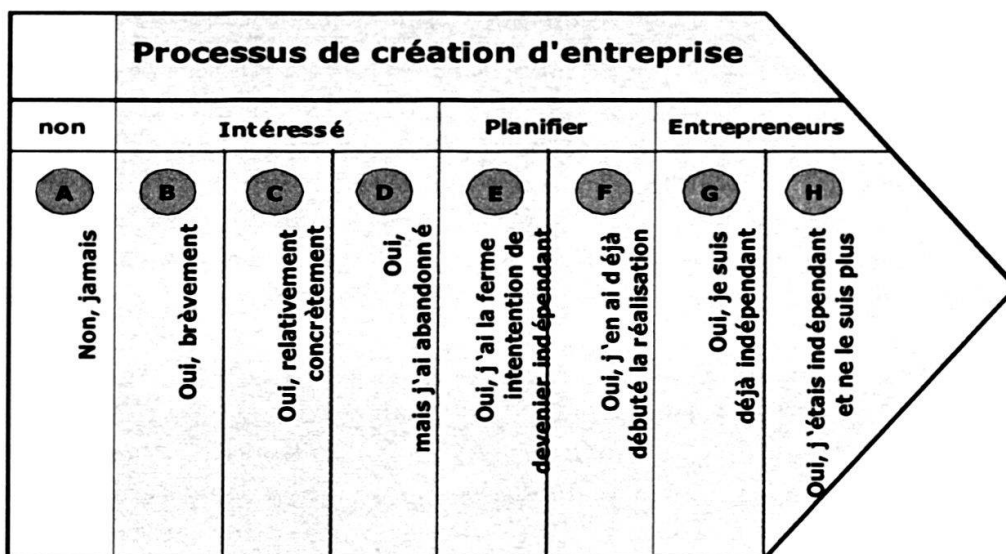 Processus de création d'entreprise
non
Intéressé
Planifier
Entrepreneurs
A
B
C
D
E
F
G
H
Non, jamais
Oui, brèvement
Oui, relativement
concrètement
Oui,
mais j'ai abandonné
Oui, j'ai la ferme
intentention de
devenier indépendant
Oui, j'en ai déjà
débuté la réalisation
Oui, je suis
déjà indépendant
Oui, j'étais indépendant
et ne le suis plus